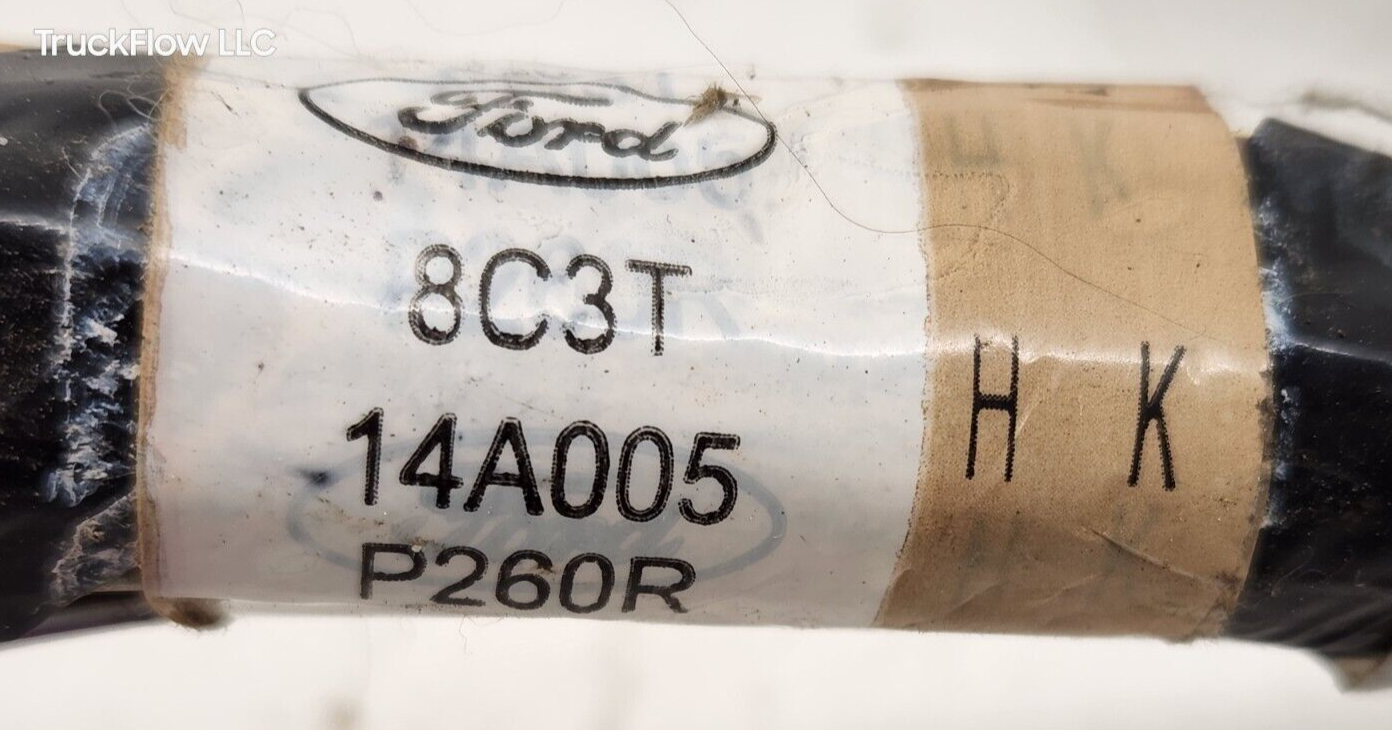 TruckFlow LLC
Ford
8C3T
14A005
P260R
H K